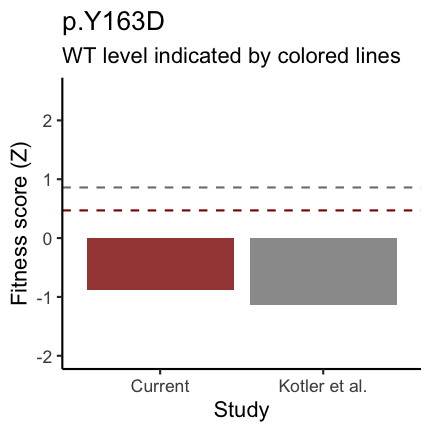 p.Y163D
WT level indicated by colored lines
Fitness score (Z)
2
1
0
-1
-2
Current
Kotler et al.
Study